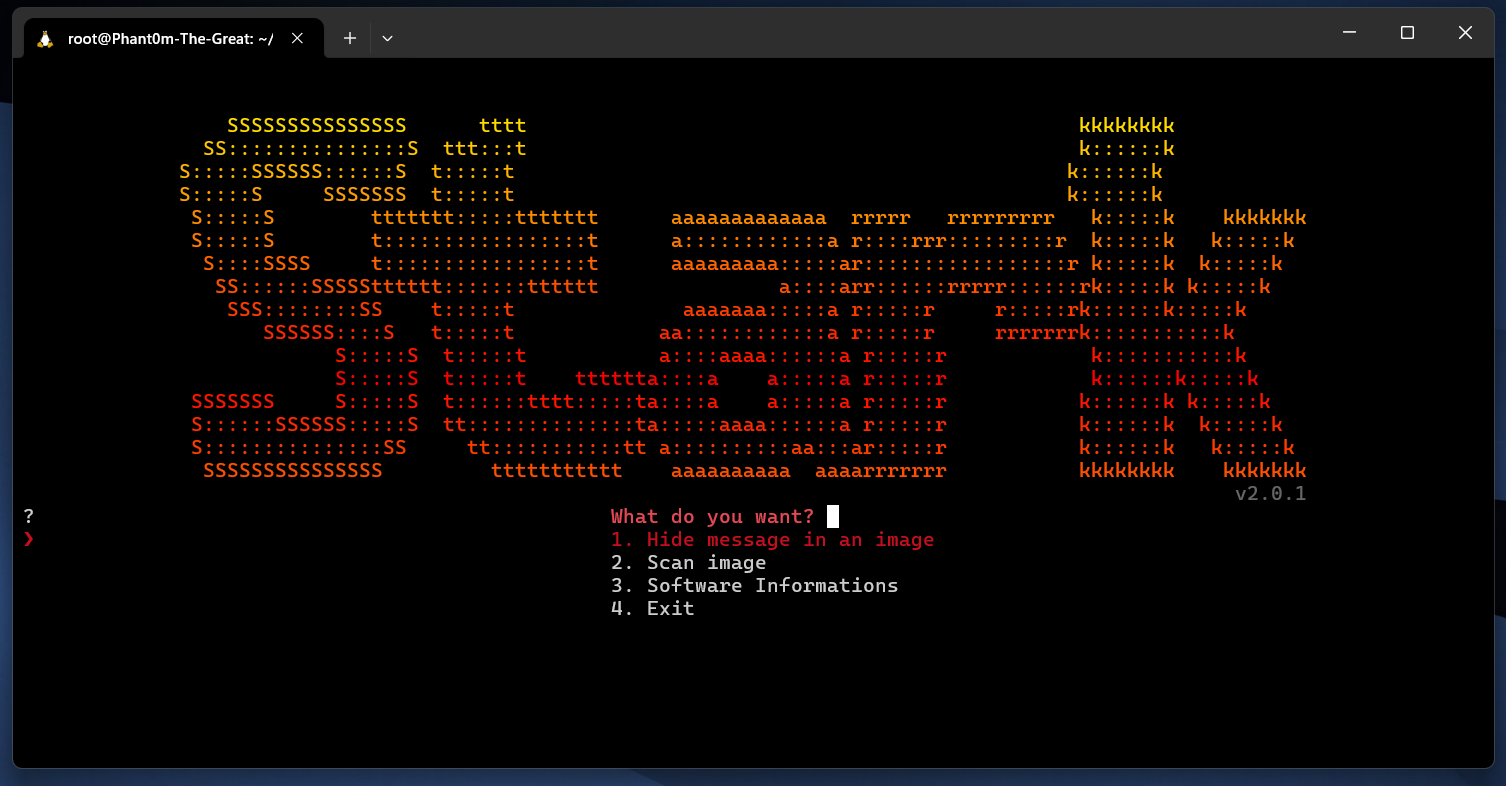 SSSSSSSSSSSSSSS      tttt                                              kkkkkkkk
SS:::::::::::::::S  ttt:::t                                              k::::::k
S:::::SSSSSS::::::S  t:::::t                                              k::::::k
S:::::S     SSSSSSS  t:::::t                                              k::::::k
S:::::S        ttttttt:::::ttttttt      aaaaaaaaaaaaa  rrrrr   rrrrrrrrr   k:::::k    kkkkkkk
S:::::S        t:::::::::::::::::t      a::::::::::::a r::::rrr:::::::::r  k:::::k   k:::::k
S::::SSSS     t:::::::::::::::::t      aaaaaaaaa:::::ar:::::::::::::::::r k:::::k  k:::::k
SS::::::SSSSStttttt:::::::tttttt               a::::arr::::::rrrrr::::::rk:::::k k:::::k
SSS::::::::SS    t:::::t              aaaaaaa:::::a r:::::r     r:::::rk::::::k:::::k
SSSSSS::::S   t:::::t            aa::::::::::::a r:::::r     rrrrrrrk:::::::::::k
S:::::S  t:::::t           a::::aaaa::::::a r:::::r            k:::::::::::k
S:::::S  t:::::t    tttttta::::a    a:::::a r:::::r            k::::::k:::::k
SSSSSSS     S:::::S  t::::::tttt:::::ta::::a    a:::::a r:::::r           k::::::k k:::::k
S::::::SSSSSS:::::S  tt::::::::::::::ta:::::aaaa::::::a r:::::r           k::::::k  k:::::k
S:::::::::::::::SS     tt:::::::::::tt a::::::::::aa:::ar:::::r           k::::::k   k:::::k
SSSSSSSSSSSSSSS         ttttttttttt    aaaaaaaaaa  aaaarrrrrrr           kkkkkkkk    kkkkkkk
v2.0.1
? What do you want?
❯ 1. Hide message in an image
2. Scan image
3. Software Informations
4. Exit
root@Phant0m-The-Great: ~/